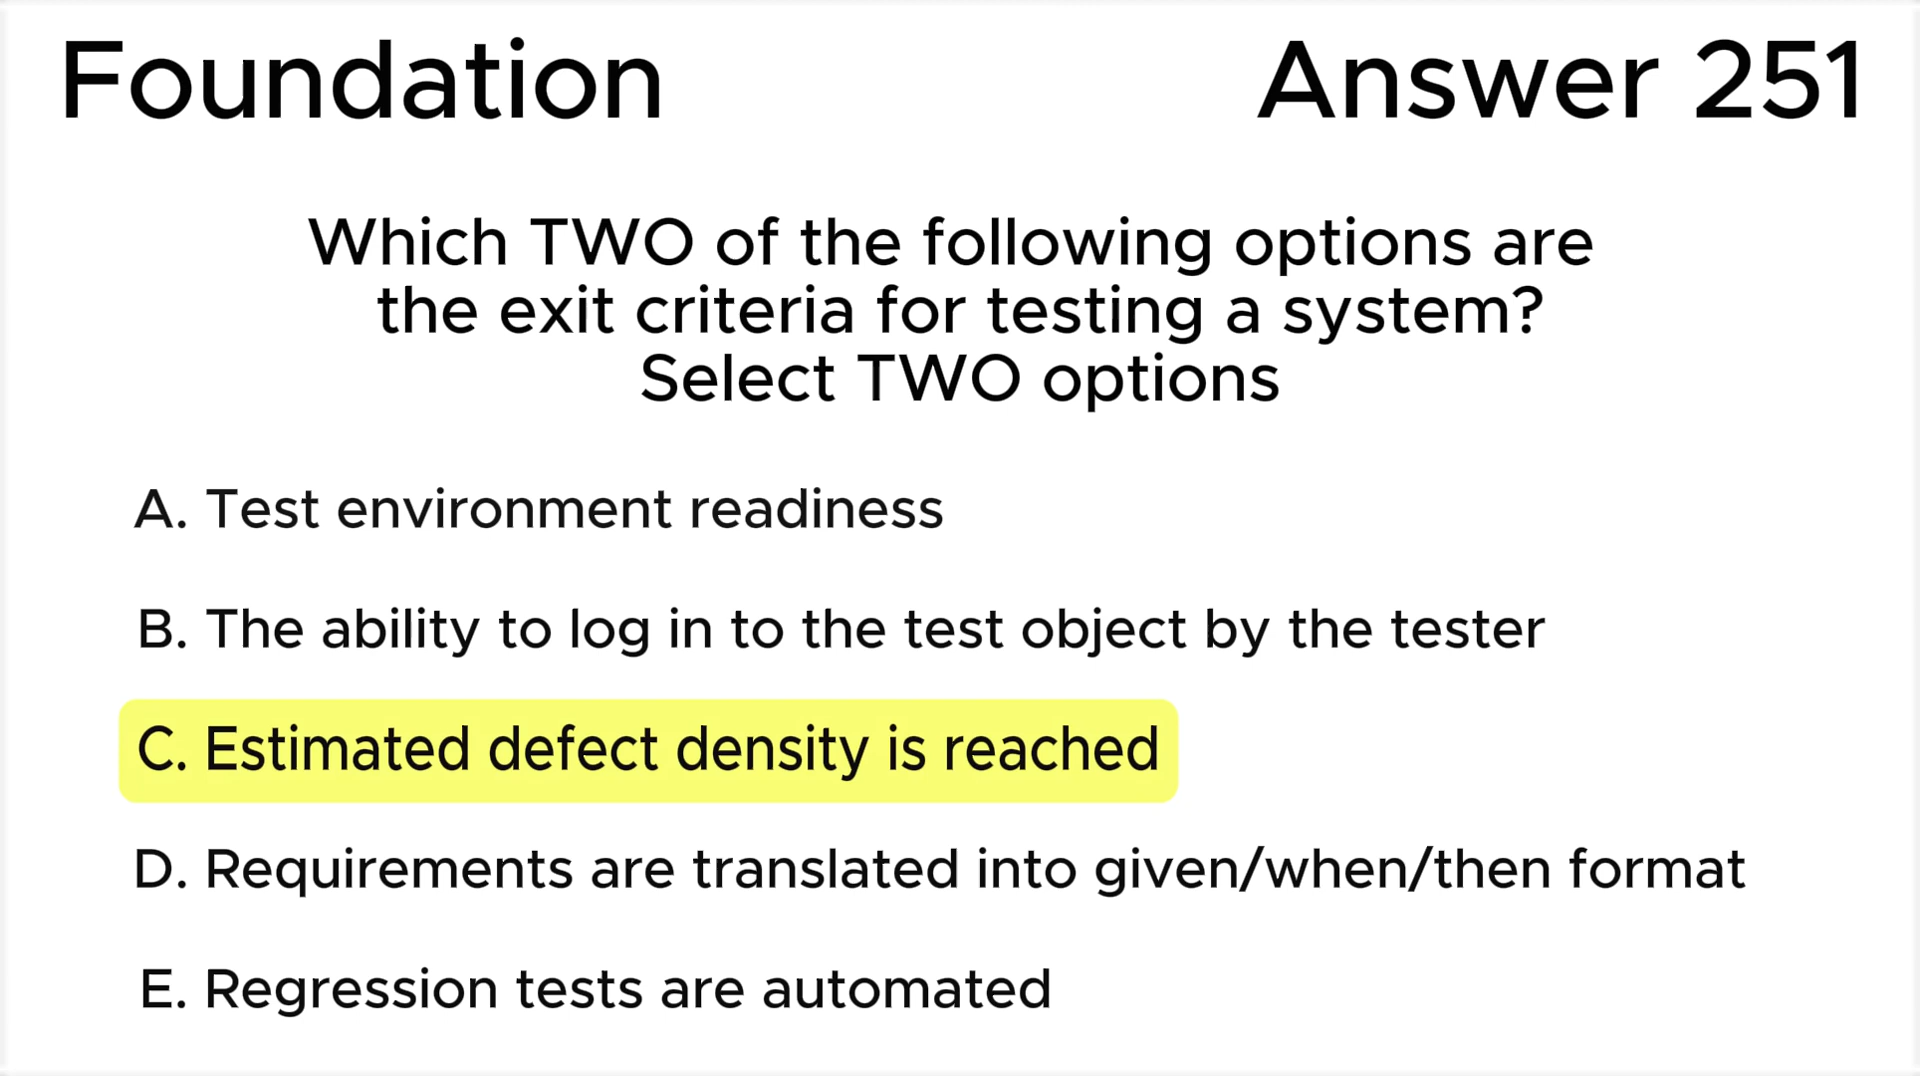 Foundation
Answer 251
Which TWO of the following options are
the exit criteria for testing a system?
Select TWO options
A. Test environment readiness
B. The ability to log in to the test object by the tester
C. Estimated defect density is reached
D. Requirements are translated into given/when/then format
E. Regression tests are automated